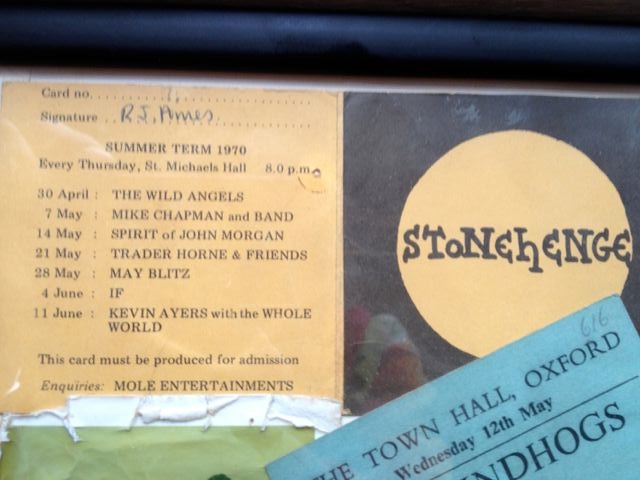 Card no. 1.
Signature R.J. Ames
SUMMER TERM 1970
Every Thursday, St. Michaels Hall 8.0 p.m.
30 April : THE WILD ANGELS
7 May : MIKE CHAPMAN and BAND
14 May : SPIRIT of JOHN MORGAN
21 May : TRADER HORNE & FRIENDS
28 May : MAY BLITZ
4 June : IF
11 June : KEVIN AYERS with the WHOLE
WORLD
This card must be produced for admission
Enquiries: MOLE ENTERTAINMENTS
STONEHENGE
616
THE TOWN HALL, OXFORD
Wednesday 12th May
NDHOGS